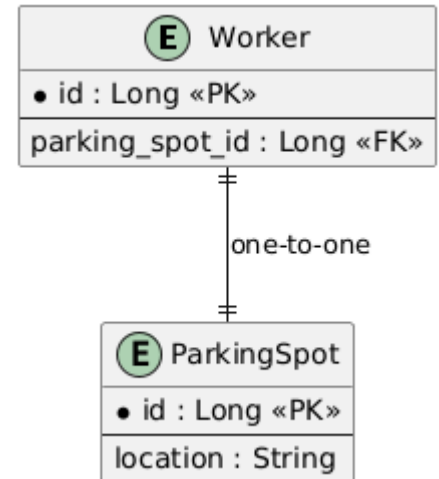 E Worker
• id : Long «PK»
parking_spot_id : Long «FK»
one-to-one
E ParkingSpot
• id : Long «PK»
location : String